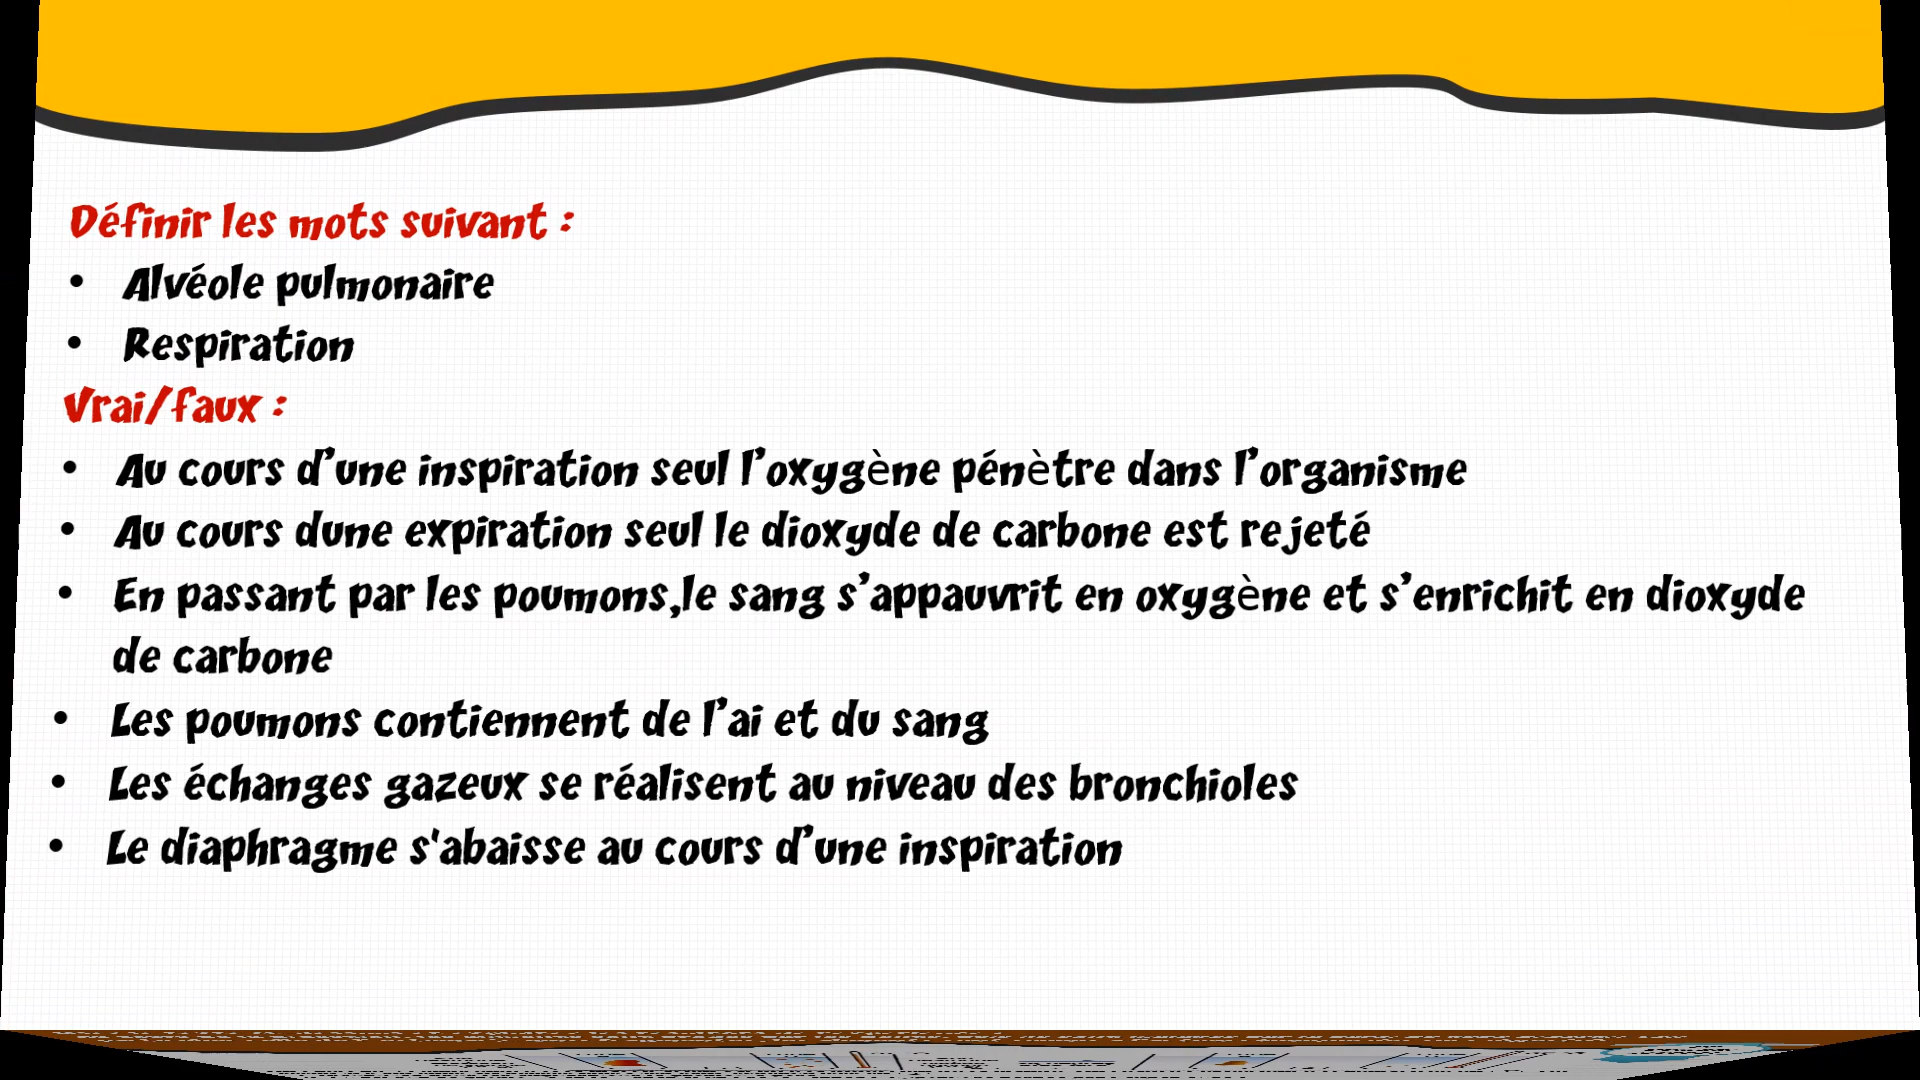 Définir les mots suivant :
• Alvéole pulmonaire
• Respiration
Vrai/faux :
• Au cours d’une inspiration seul l’oxygène pénètre dans l’organisme
• Au cours dune expiration seul le dioxyde de carbone est rejeté
• En passant par les poumons,le sang s’appauvrit en oxygène et s’enrichit en dioxyde
de carbone
• Les poumons contiennent de l’ai et du sang
• Les échanges gazeux se réalisent au niveau des bronchioles
• Le diaphragme s'abaisse au cours d’une inspiration